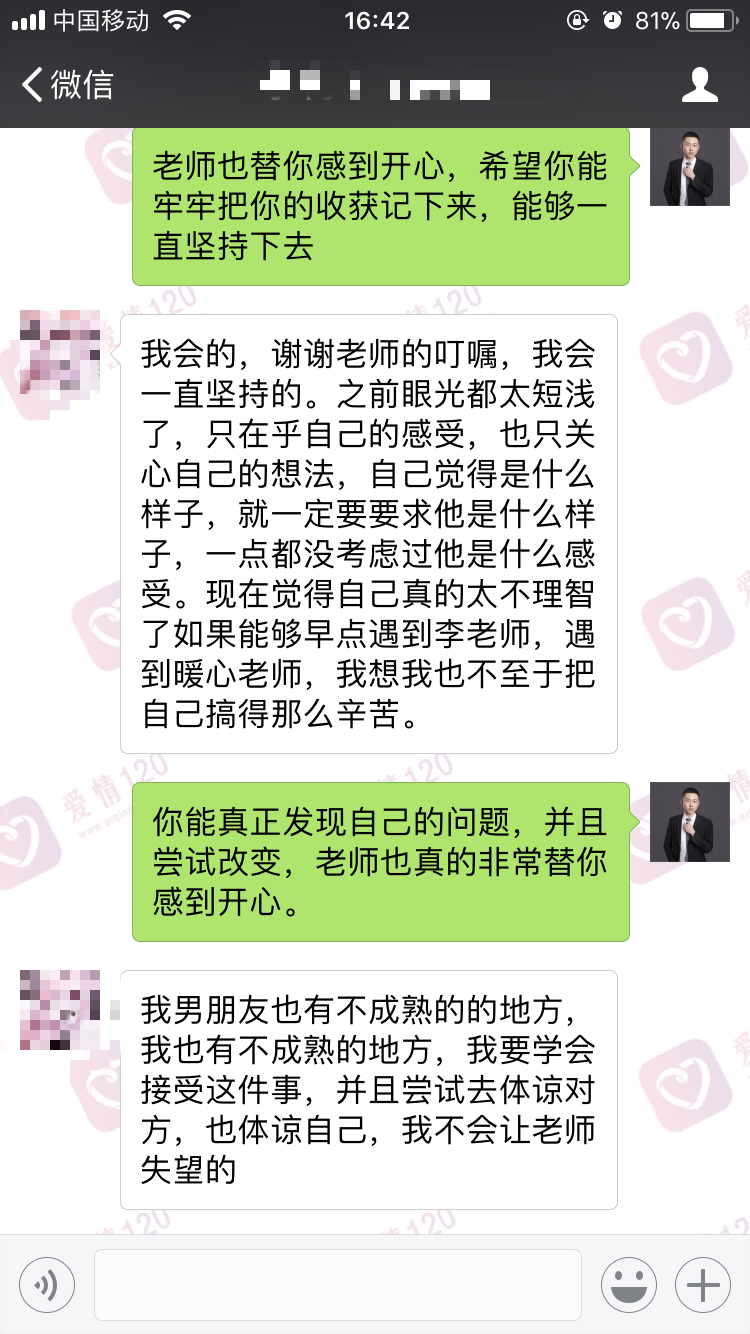 中国移动
16:42
81%
微信
老师也替你感到开心，希望你能
牢牢把你的收获记下来，能够一
直坚持下去
我会的，谢谢老师的叮嘱，我会
一直坚持的。之前眼光都太短浅
了，只在乎自己的感受，也只关
心自己的想法，自己觉得是什么
样子，就一定要要求他是什么样
子，一点都没考虑过他是什么感
受。现在觉得自己真的太不理智
了如果能够早点遇到李老师，遇
到暖心老师，我想我也不至于把
自己搞得那么辛苦。
爱情120
你能真正发现自己的问题，并且
尝试改变，老师也真的非常替你
感到开心。
我男朋友也有不成熟的的地方，
我也有不成熟的地方，我要学会
接受这件事，并且尝试去体谅对
方，也体谅自己，我不会让老师
失望的